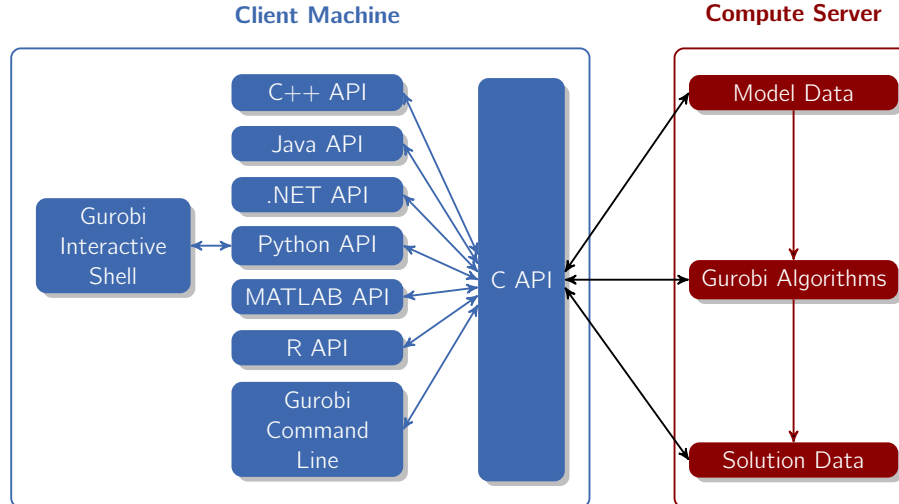 Client Machine
Compute Server
C++ API
Java API
.NET API
Python API
MATLAB API
R API
Gurobi
Command
Line
Gurobi
Interactive
Shell
C API
Model Data
Gurobi Algorithms
Solution Data